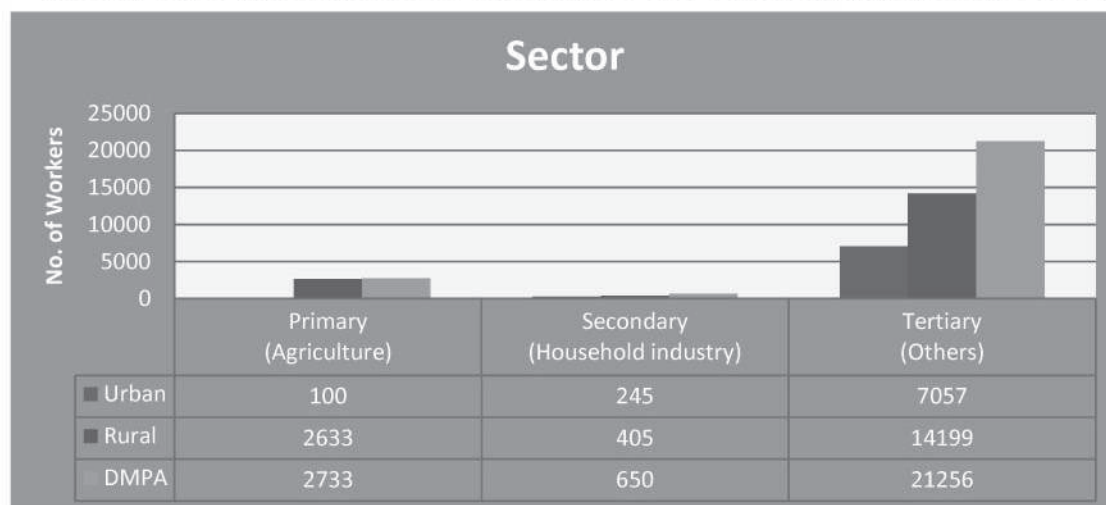 Sector
No. of Workers
25000
20000
15000
10000
5000
0
Primary
(Agriculture)
Secondary
(Household industry)
Tertiary
(Others)
Urban 100 245 7057
Rural 2633 405 14199
DMPA 2733 650 21256